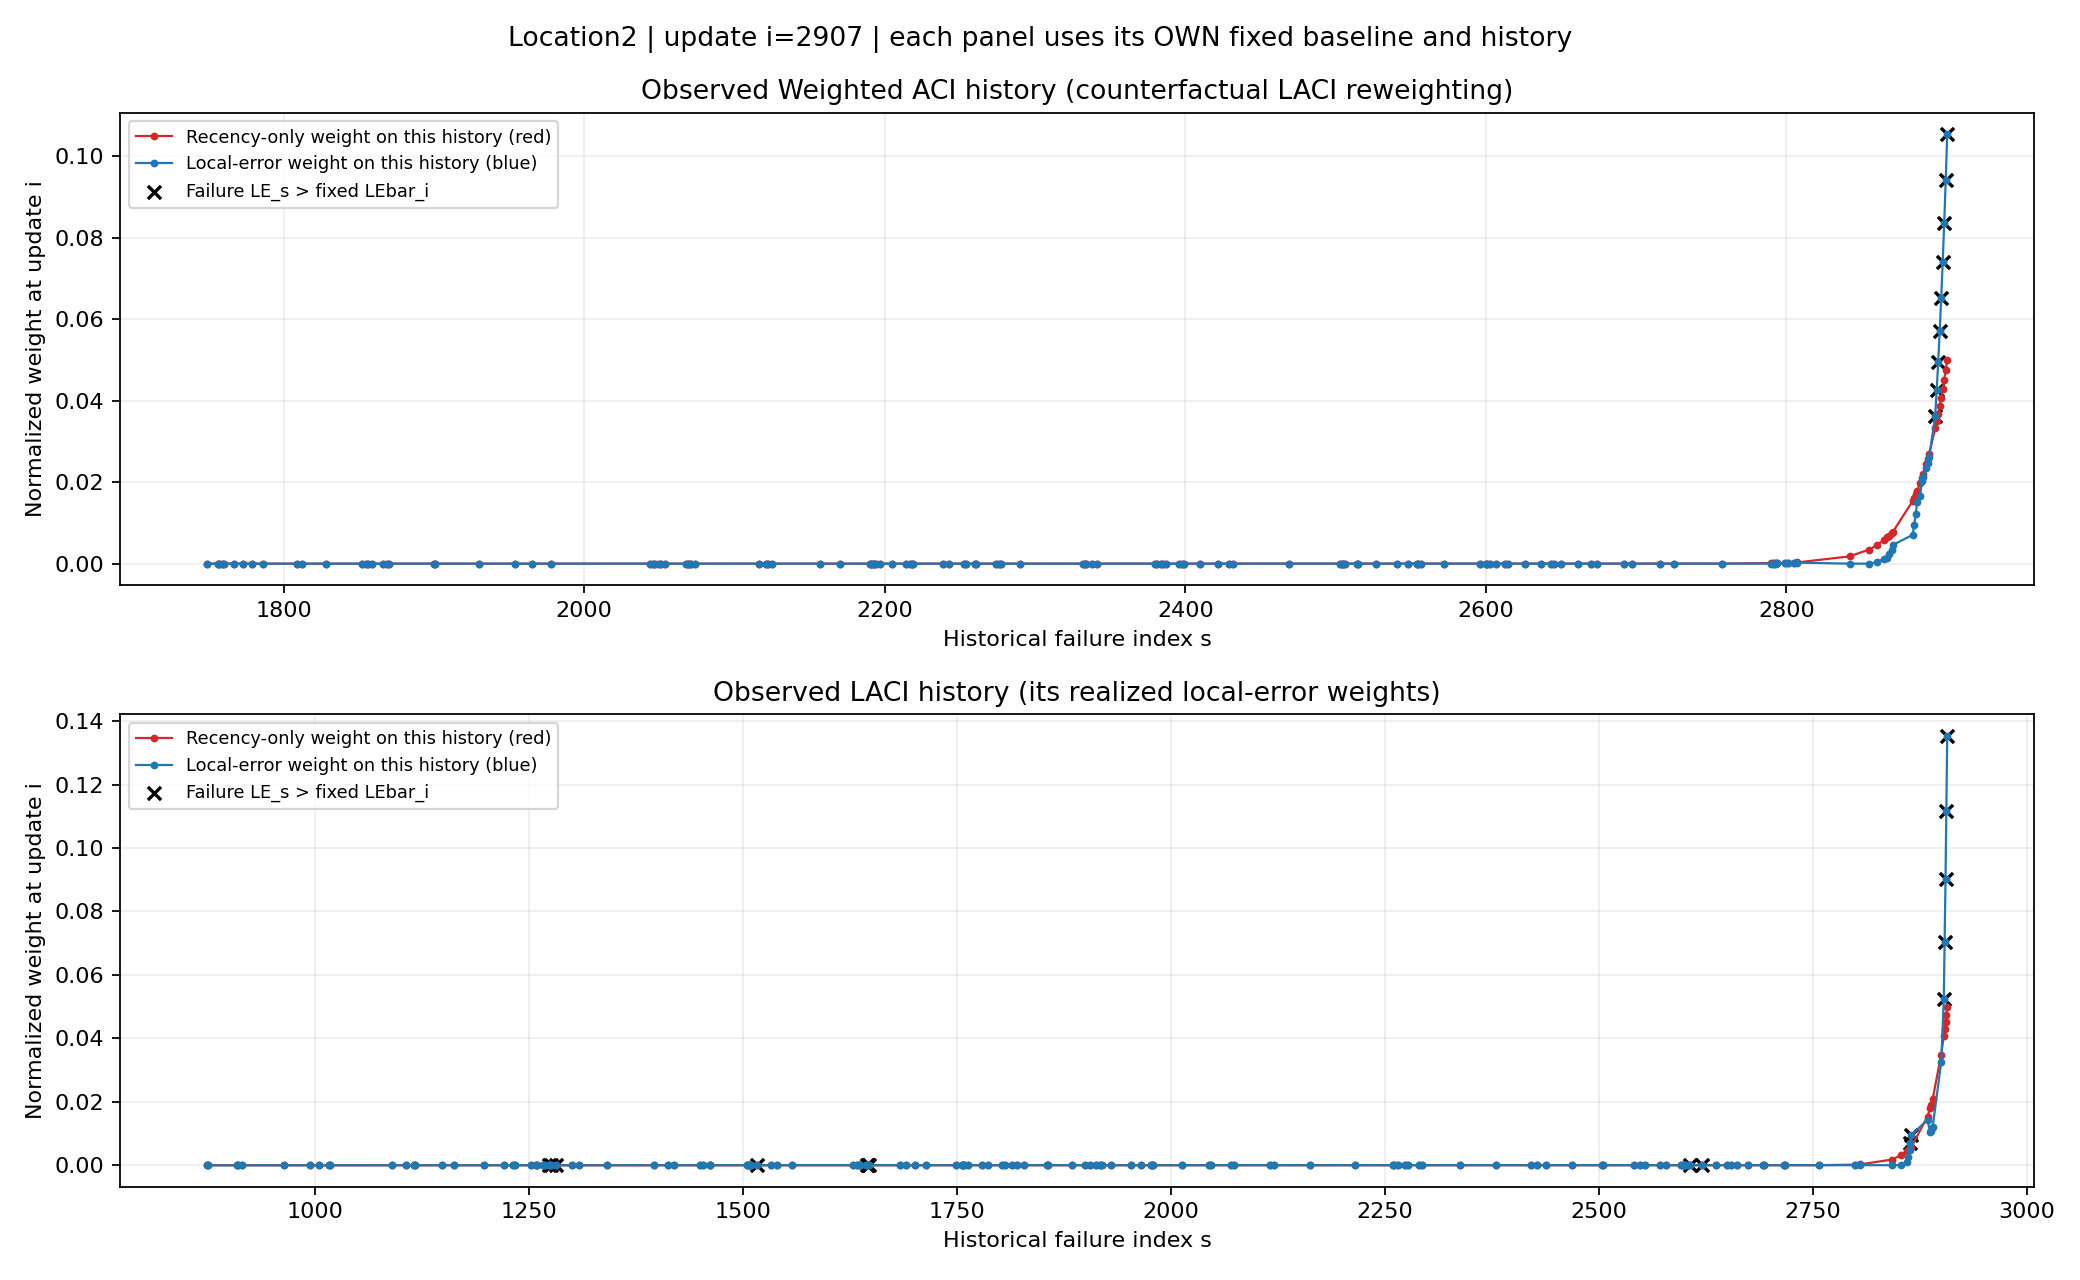 Location2 | update i=2907 | each panel uses its OWN fixed baseline and history
Observed Weighted ACI history (counterfactual LACI reweighting)
Recency-only weight on this history (red)
Local-error weight on this history (blue)
Failure LE_s > fixed LEbar_i
Normalized weight at update i
0.10
0.08
0.06
0.04
0.02
0.00
1800 2000 2200 2400 2600 2800
Historical failure index s
Observed LACI history (its realized local-error weights)
Recency-only weight on this history (red)
Local-error weight on this history (blue)
Failure LE_s > fixed LEbar_i
Normalized weight at update i
0.14
0.12
0.10
0.08
0.06
0.04
0.02
0.00
1000 1250 1500 1750 2000 2250 2500 2750 3000
Historical failure index s